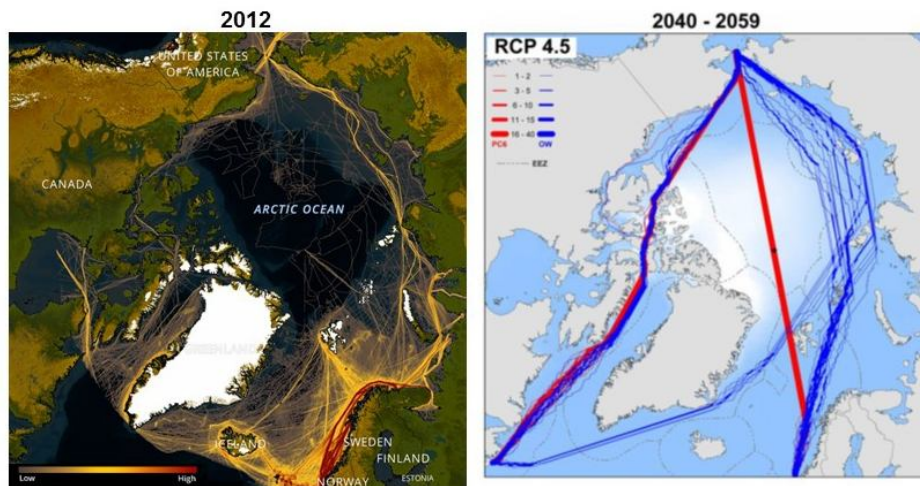 2012
UNITED STATES
OF AMERICA
CANADA
ARCTIC OCEAN
GREENLAND
ICELAND
SWEDEN
FINLAND
NORWAY
ESTONIA
Low
High
2040 - 2059
RCP 4.5
1 - 2
3 - 5
6 - 10
11 - 15
16 - 40
PC6
OW
EEZ